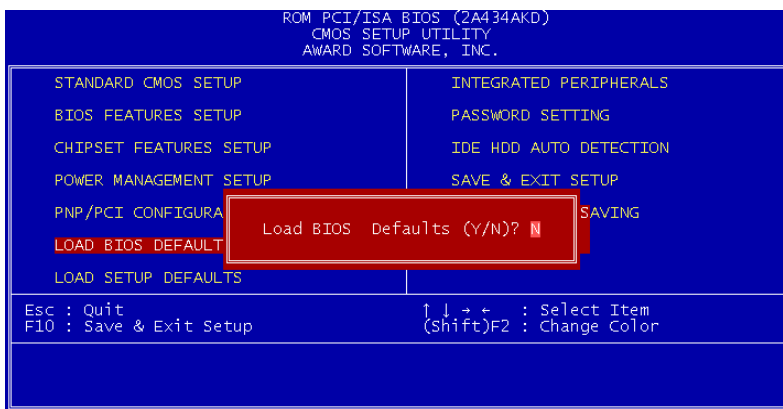 ROM PCI/ISA BIOS (2A434AKD)
CMOS SETUP UTILITY
AWARD SOFTWARE, INC.
STANDARD CMOS SETUP
BIOS FEATURES SETUP
CHIPSET FEATURES SETUP
POWER MANAGEMENT SETUP
PNP/PCI CONFIGURA
LOAD BIOS DEFAULT
LOAD SETUP DEFAULTS
INTEGRATED PERIPHERALS
PASSWORD SETTING
IDE HDD AUTO DETECTION
SAVE & EXIT SETUP
SAVING
Load BIOS  Defaults (Y/N)? N
Esc : Quit
F10 : Save & Exit Setup
↑ ↓ → ←  : Select Item
(Shift)F2 : Change Color